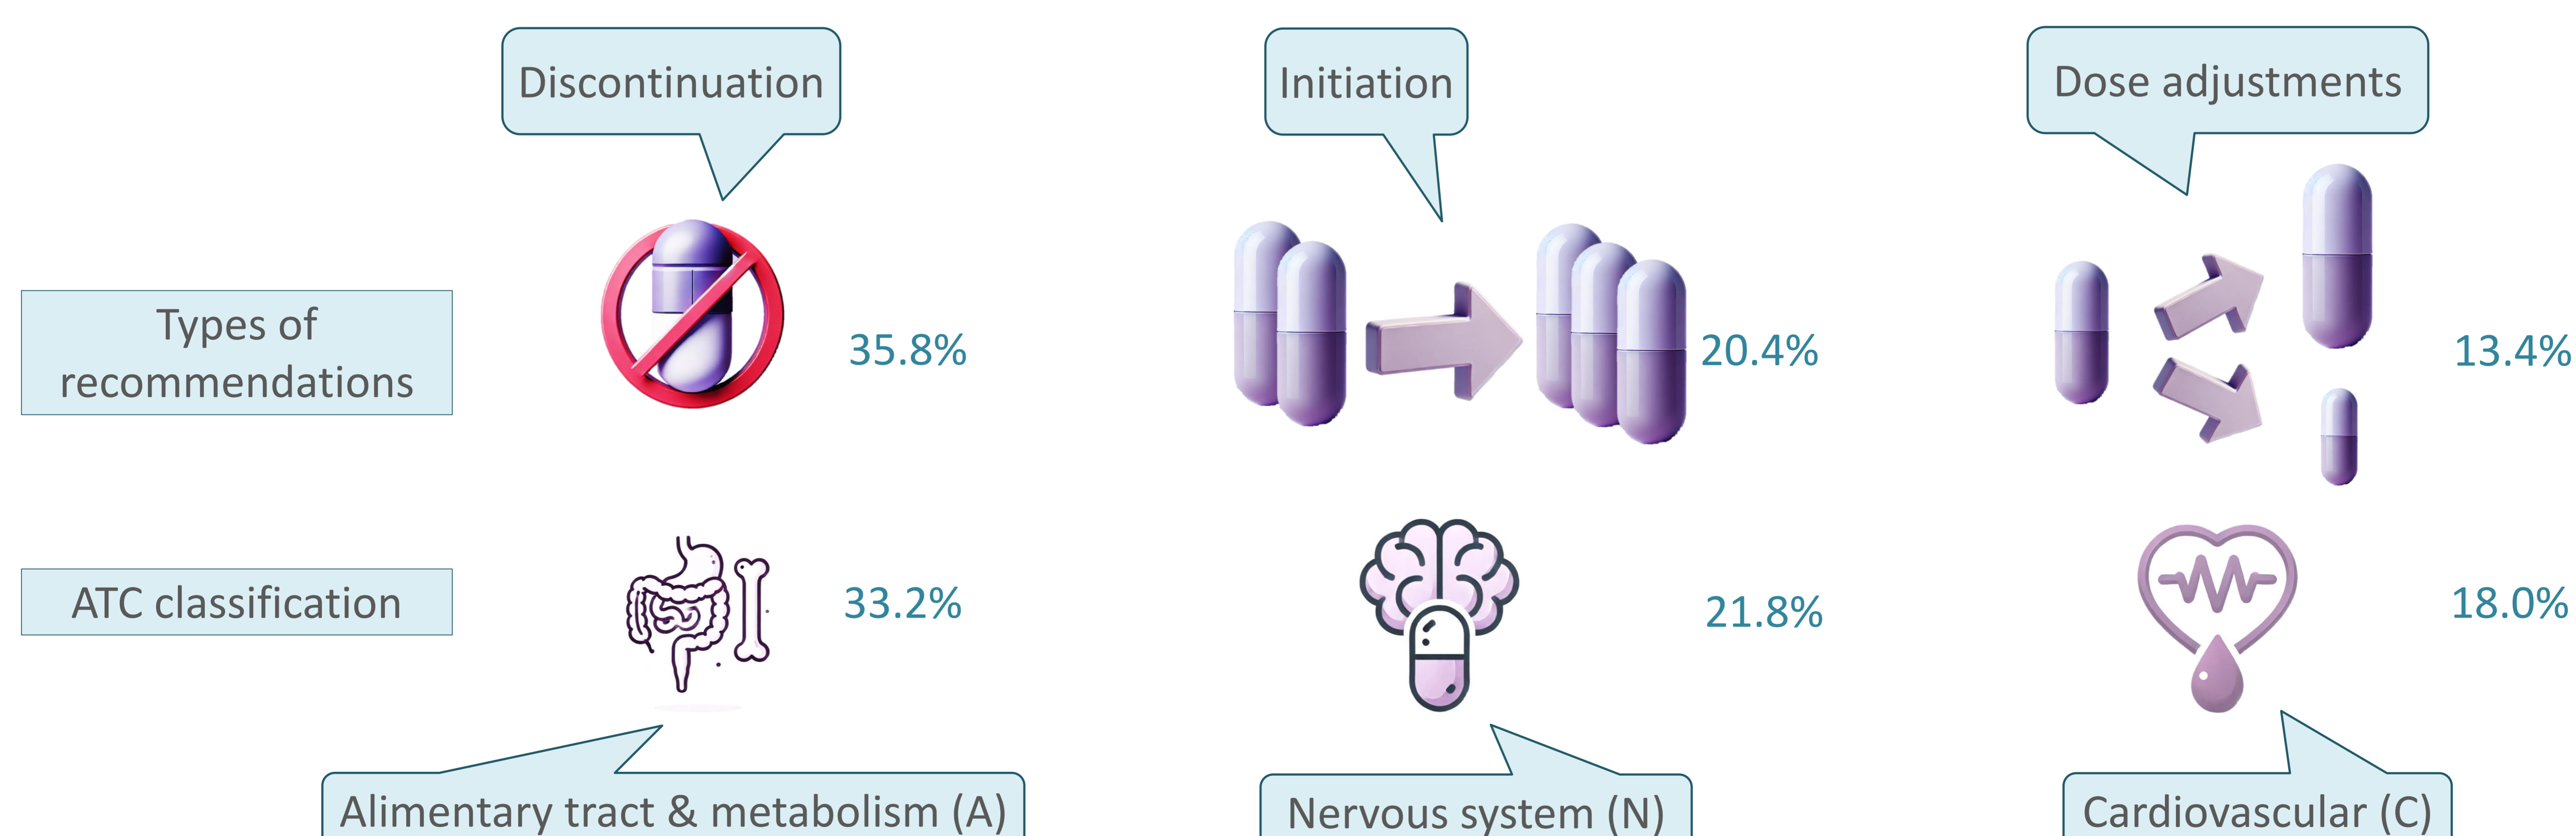 Discontinuation
Initiation
Dose adjustments
Types of
recommendations
35.8%
20.4%
13.4%
ATC classification
33.2%
21.8%
18.0%
Alimentary tract & metabolism (A)
Nervous system (N)
Cardiovascular (C)